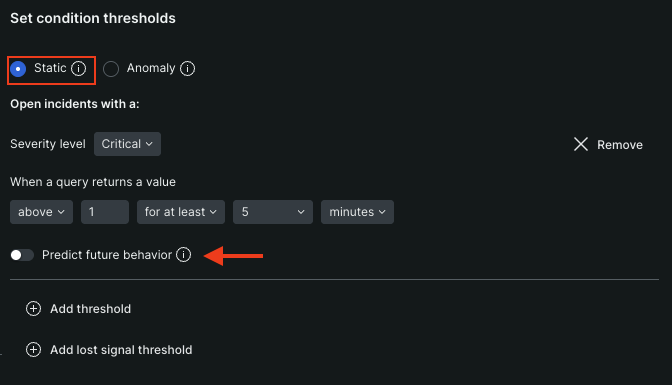 Set condition thresholds
Static Anomaly
Open incidents with a:
Severity level Critical Remove
When a query returns a value
above 1 for at least 5 minutes
Predict future behavior
Add threshold
Add lost signal threshold